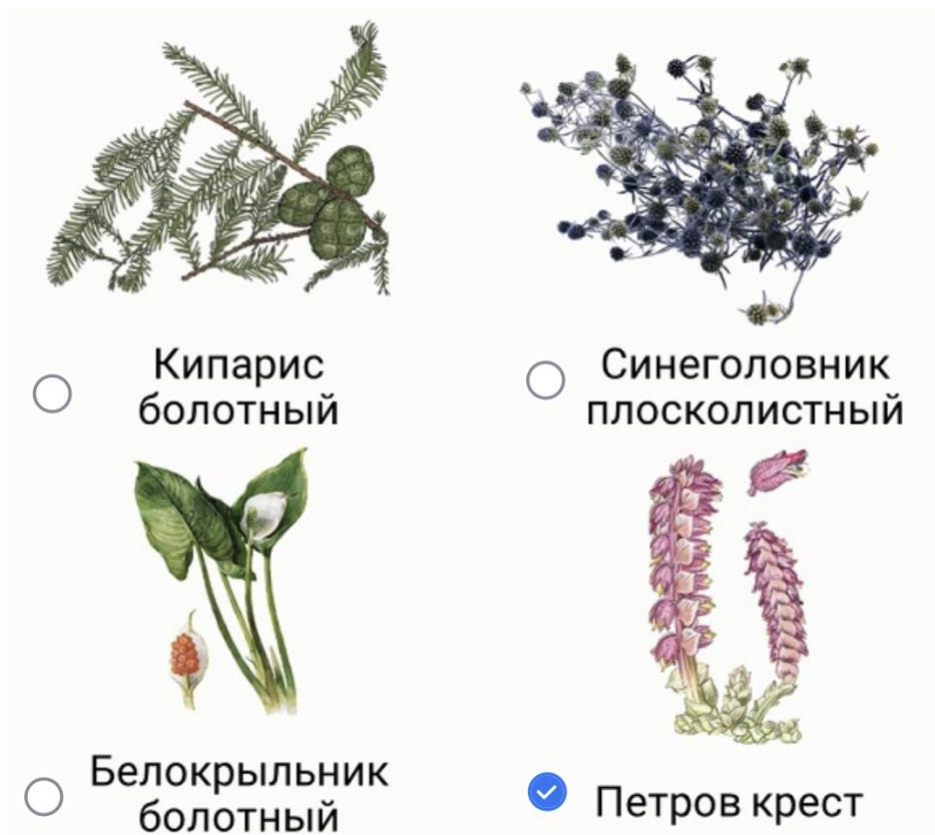 Кипарис
болотный
Синеголовник
плосколистный
Белокрыльник
болотный
Петров крест